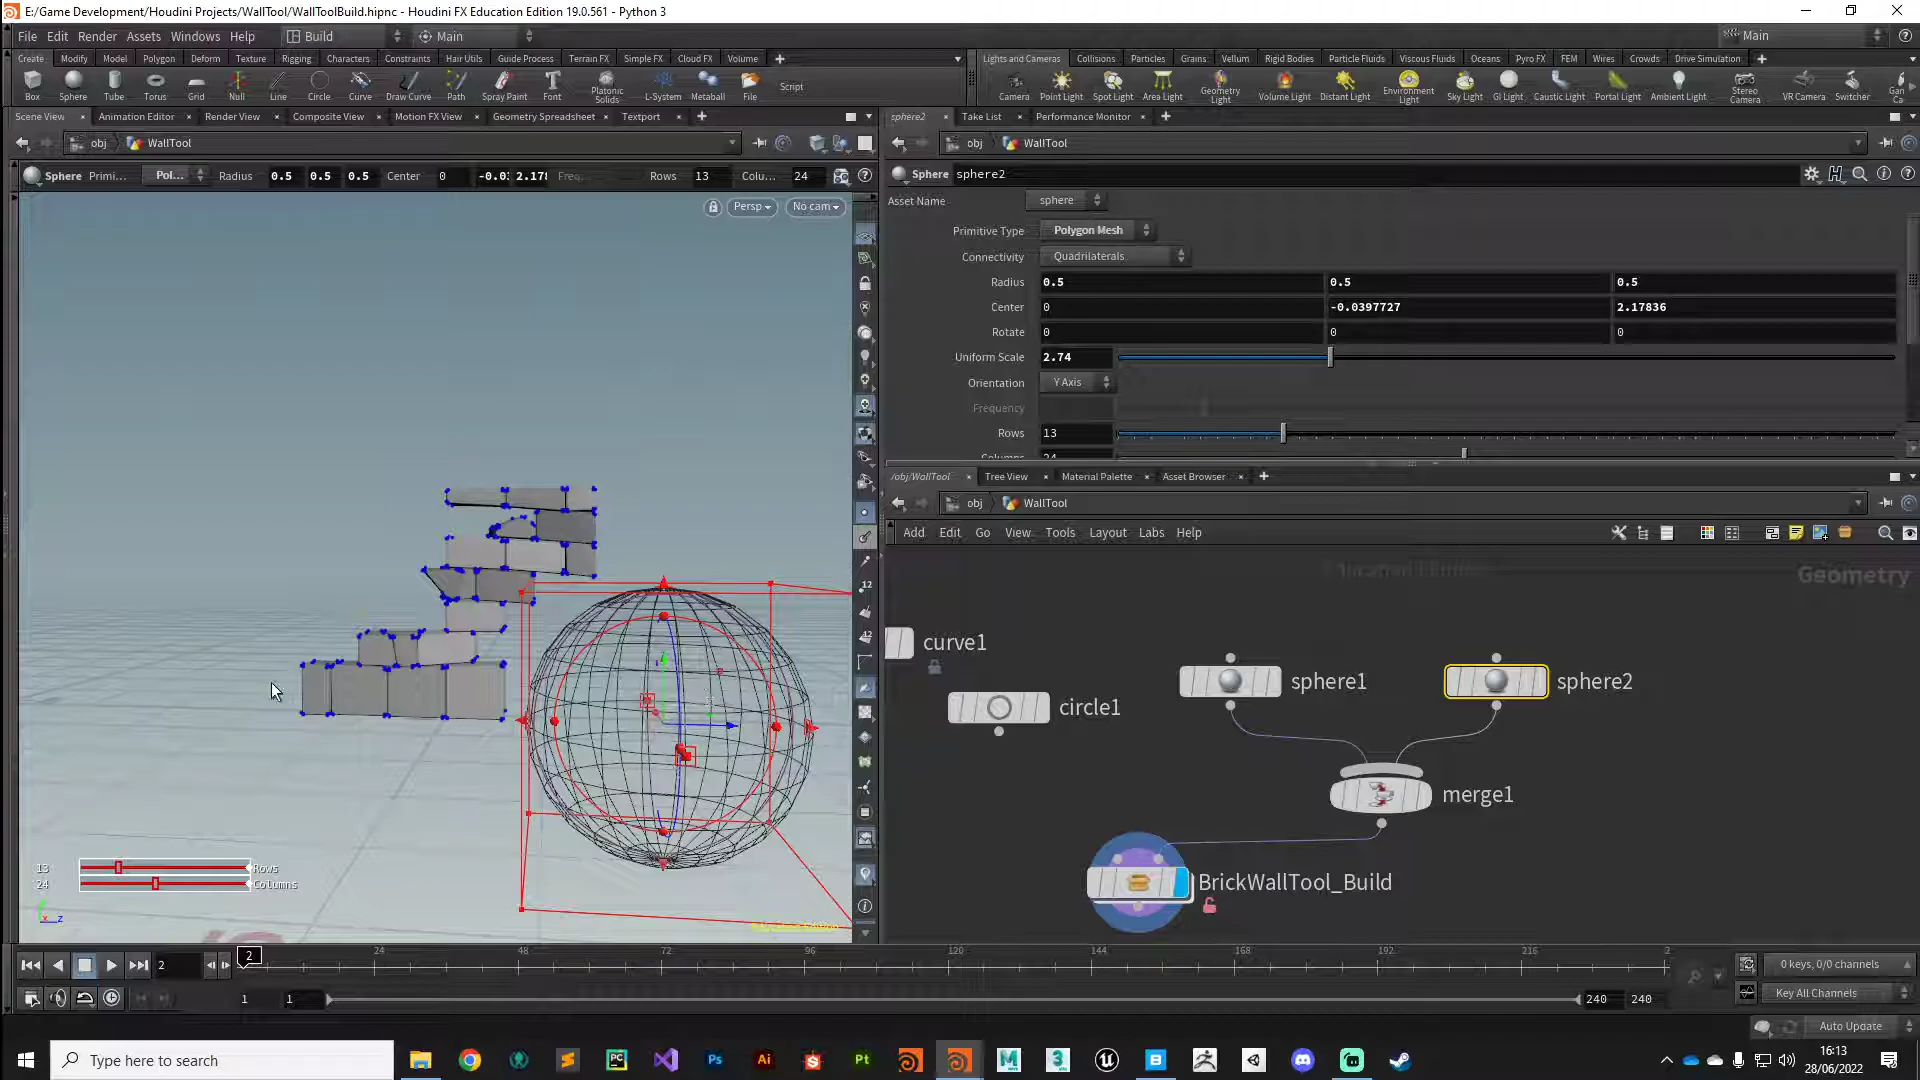 E:/Game Development/Houdini Projects/WallTool/WallToolBuild.hipnc - Houdini FX Education Edition 19.0.561 - Python 3
File Edit Render Assets Windows Help Build Main Main
Create Modify Model Polygon Deform Texture Rigging Characters Constraints Hair Utils Guide Process Terrain FX Simple FX Cloud FX Volume
Lights and Cameras Collisions Particles Grains Vellum Rigid Bodies Particle Fluids Viscous Fluids Oceans Pyro FX FEM Wires Crowds Drive Simulation
Box Sphere Tube Torus Grid Null Line Circle Curve Draw Curve Path Spray Paint Font Platonic Solids L-System Metaball File Script
Camera Point Light Spot Light Area Light Geometry Light Volume Light Distant Light Environment Light Sky Light GI Light Caustic Light Portal Light Ambient Light Stereo Camera VR Camera Switcher
Scene View Animation Editor Render View Composite View Motion FX View Geometry Spreadsheet Textport
sphere2 Take List Performance Monitor
obj WallTool
obj WallTool
Sphere Primi... Pol... Radius 0.5 0.5 0.5 Center 0 -0.0: 2.17 Freq... Rows 13 Colu... 24
Sphere sphere2
Asset Name sphere
Primitive Type Polygon Mesh
Connectivity Quadrilaterals
Radius 0.5 0.5 0.5
Center 0 -0.0397727 2.17836
Rotate 0 0 0
Uniform Scale 2.74
Orientation Y Axis
Frequency
Rows 13
Columns 24
Persp No cam
/obj/WallTool Tree View Material Palette Asset Browser
obj WallTool
Add Edit Go View Tools Layout Labs Help
Geometry
curve1
circle1
sphere1
sphere2
merge1
BrickWallTool_Build
13 Rows
24 Columns
2 2 24 48 72 96 120 144 168 192 216
1 1 240 240
0 keys, 0/0 channels
Key All Channels
Auto Update
Type here to search
16:13
28/06/2022